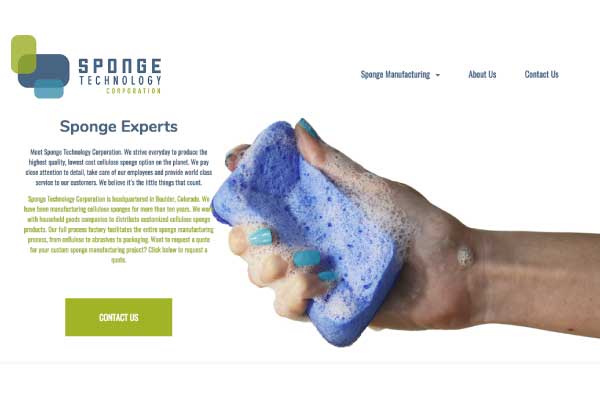 SPONGE
TECHNOLOGY
CORPORATION
Sponge Manufacturing
About Us
Contact Us
Sponge Experts
Meet Sponge Technology Corporation. We strive everyday to produce the
highest quality, lowest cost cellulose sponge option on the planet. We pay
close attention to detail, take care of our employees and provide world class
service to our customers. We believe it's the little things that count.
Sponge Technology Corporation is headquartered in Boulder, Colorado. We
have been manufacturing cellulose sponges for more than ten years. We work
with household goods companies to distribute customized cellulose sponge
products. Our full process factory facilitates the entire sponge manufacturing
process, from cellulose to abrasives to packaging. Want to request a quote
for your custom sponge manufacturing project? Click below to request a
quote.
CONTACT US